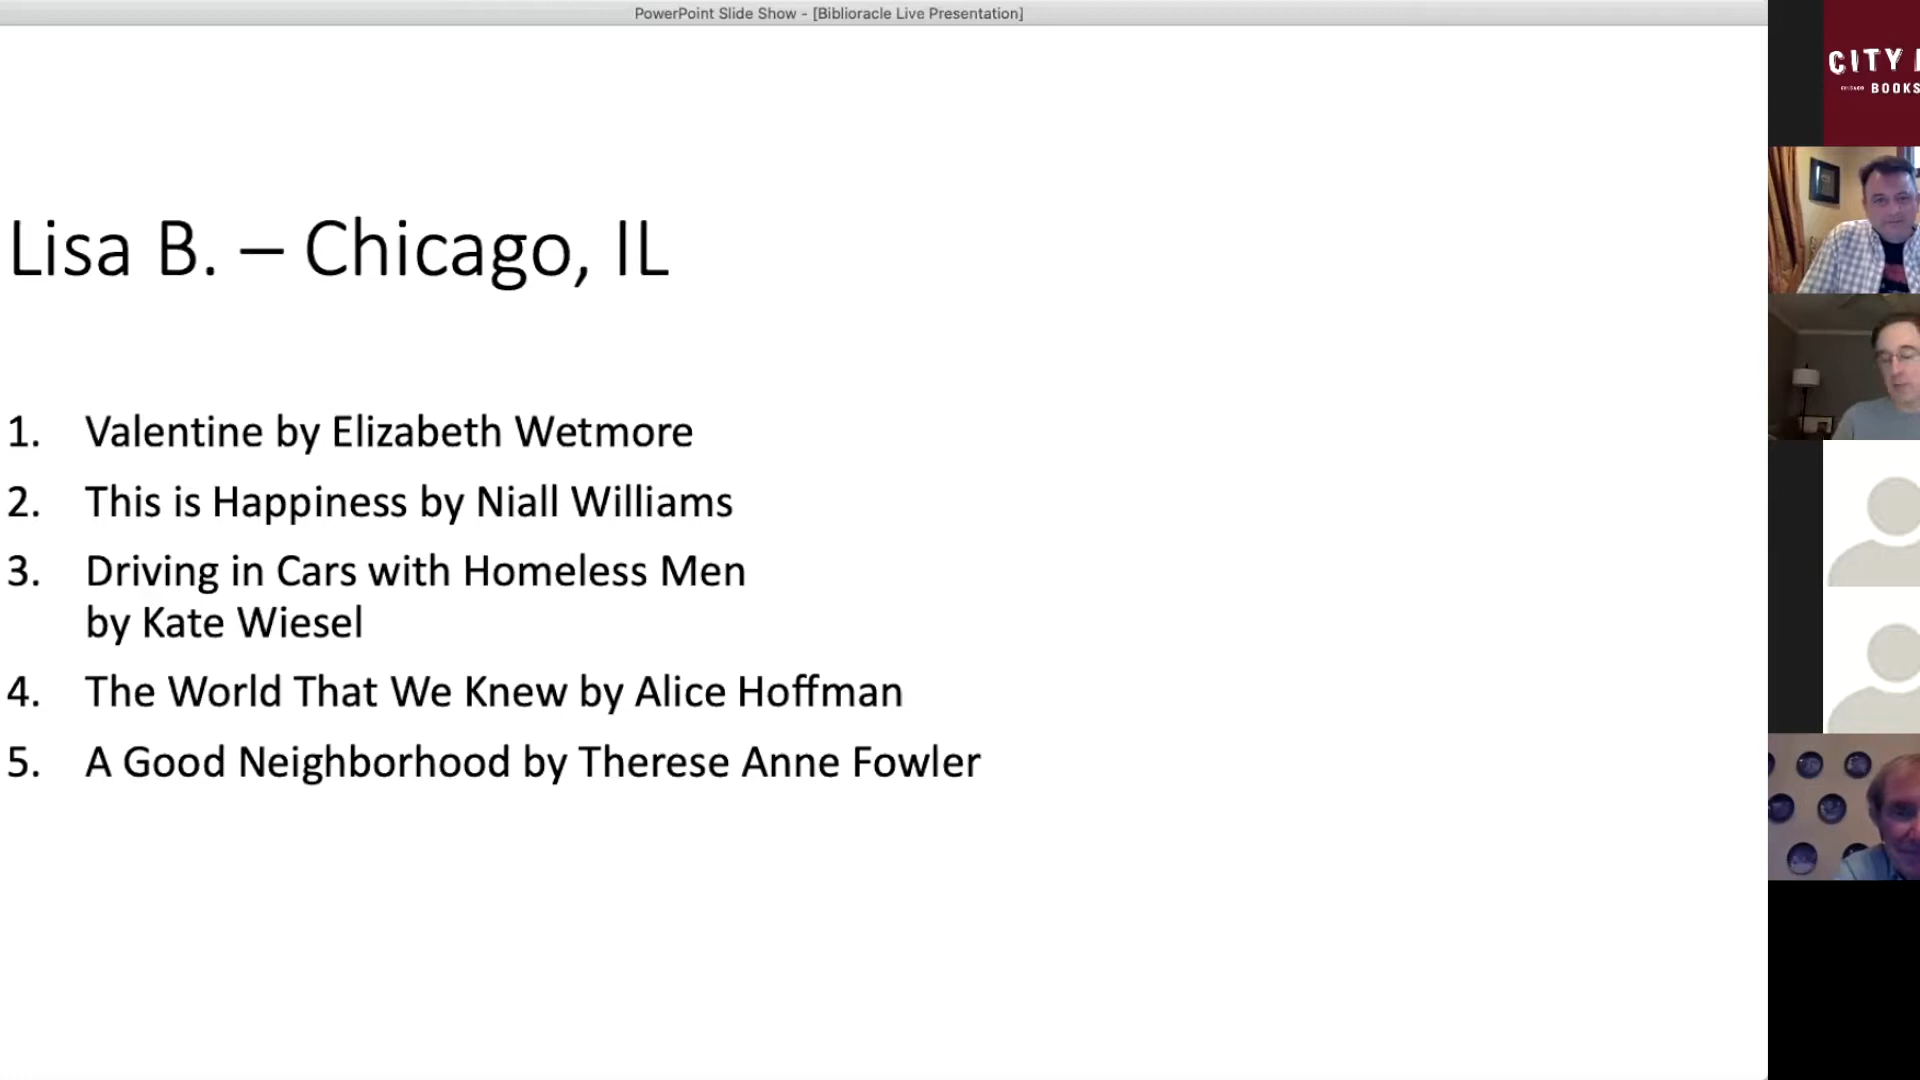 PowerPoint Slide Show - [Biblioracle Live Presentation]
CITY
CHICAGO BOOKS
Lisa B. – Chicago, IL
1. Valentine by Elizabeth Wetmore
2. This is Happiness by Niall Williams
3. Driving in Cars with Homeless Men
by Kate Wiesel
4. The World That We Knew by Alice Hoffman
5. A Good Neighborhood by Therese Anne Fowler